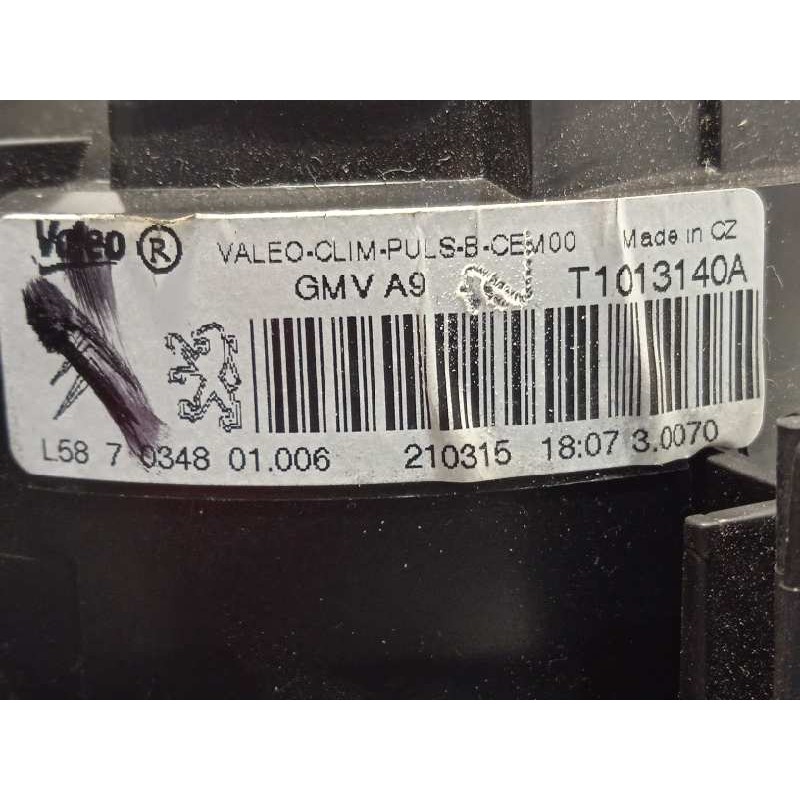 Valeo ® VALEO-CLIM-PULS-B-CEM00 Made in CZ
GMV A9 T1013140A
L58 7 0348 01.006 210315 18:07 3.0070